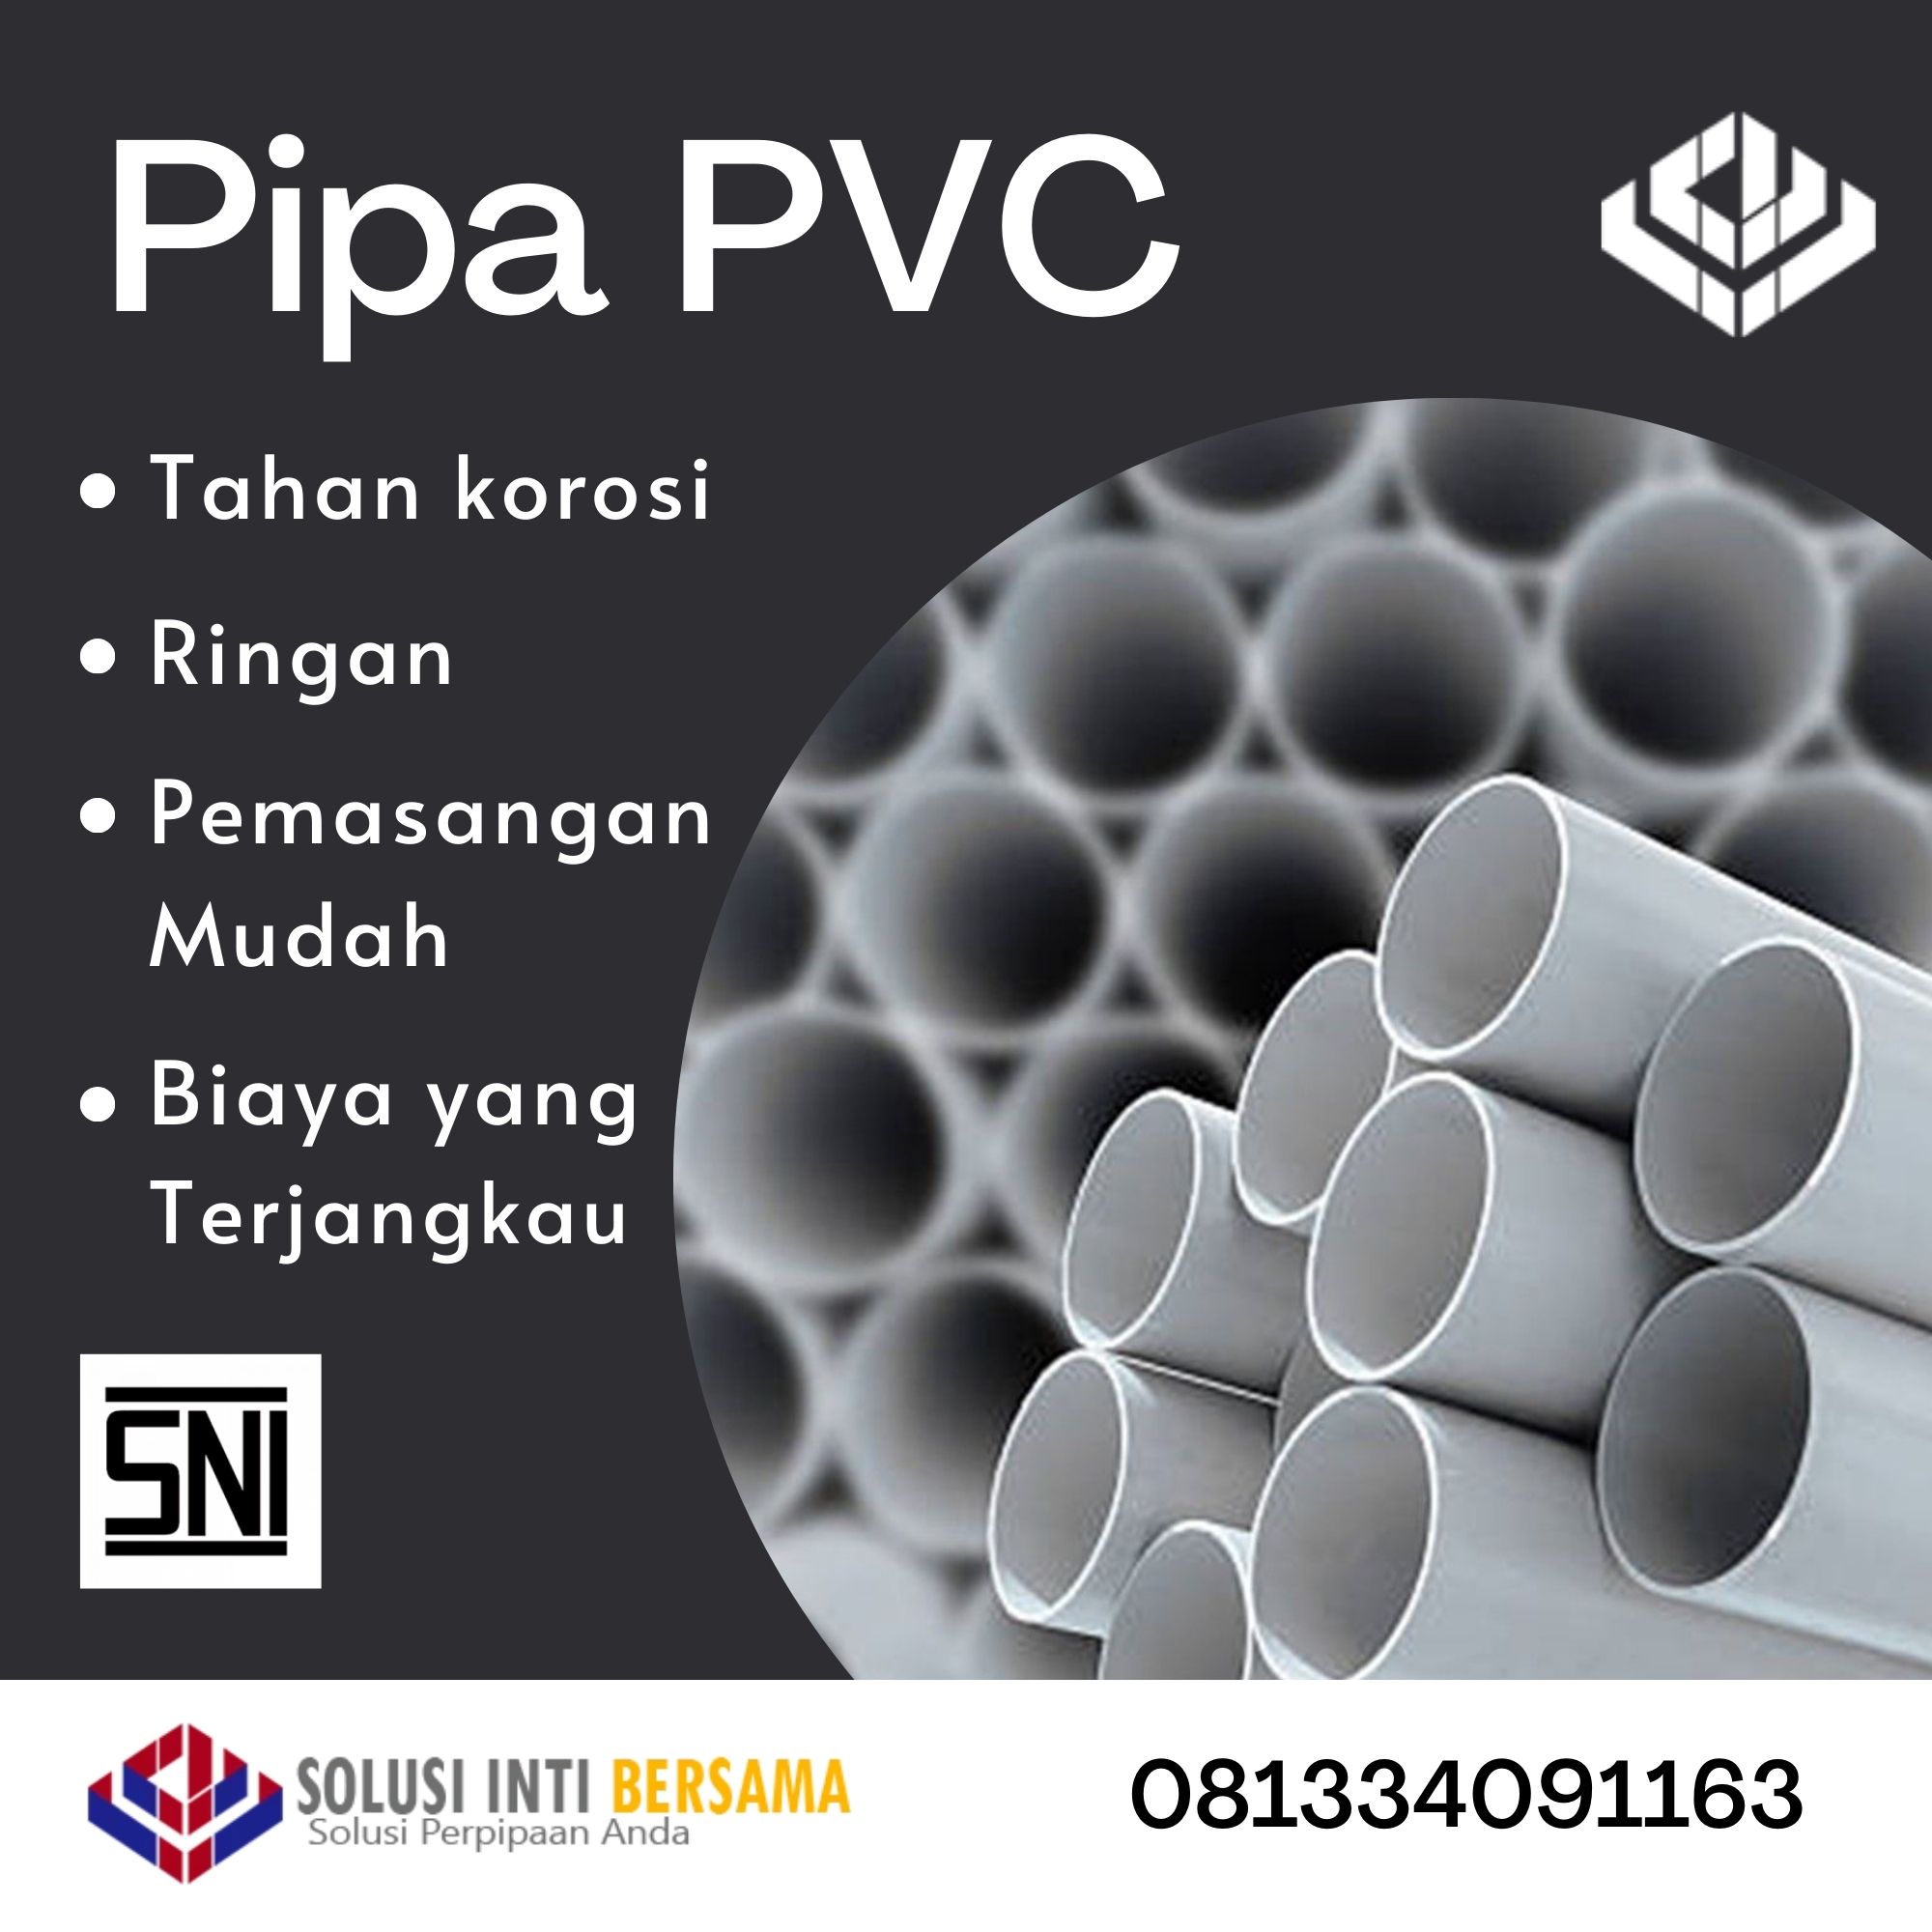 Pipa PVC
Tahan korosi
Ringan
Pemasangan
Mudah
Biaya yang
Terjangkau
SNI
SOLUSI INTI BERSAMA
Solusi Perpipaan Anda
081334091163